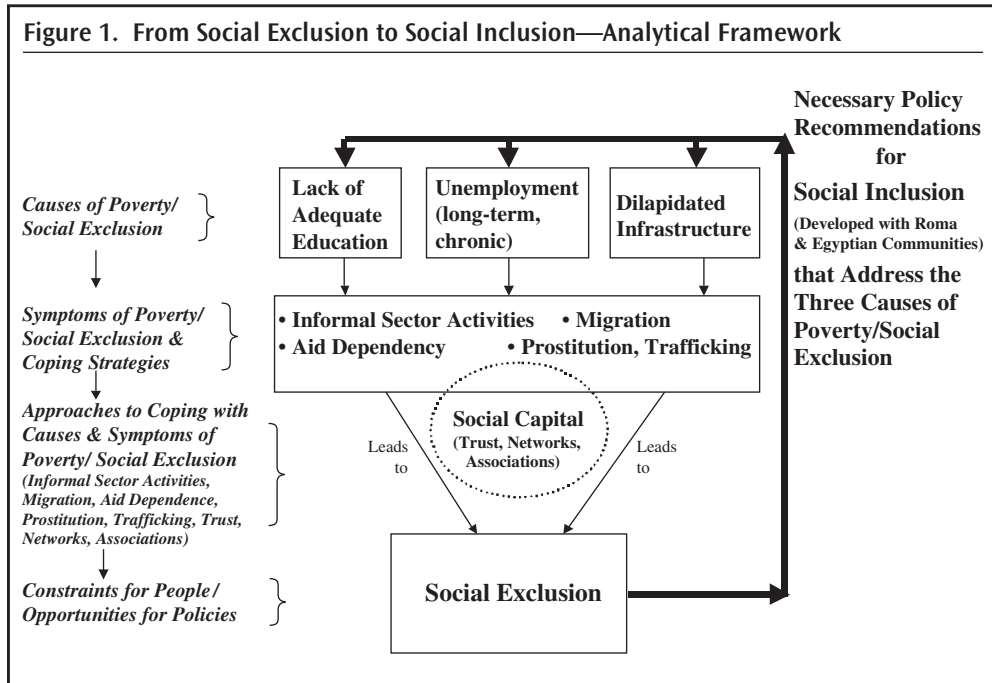 Figure 1. From Social Exclusion to Social Inclusion—Analytical Framework
Causes of Poverty/
Social Exclusion
Symptoms of Poverty/
Social Exclusion &
Coping Strategies
Approaches to Coping with
Causes & Symptoms of
Poverty/ Social Exclusion
(Informal Sector Activities,
Migration, Aid Dependence,
Prostitution, Trafficking, Trust,
Networks, Associations)
Constraints for People/
Opportunities for Policies
Lack of
Adequate
Education
Unemployment
(long-term,
chronic)
Dilapidated
Infrastructure
• Informal Sector Activities • Migration
• Aid Dependency • Prostitution, Trafficking
Social Capital
(Trust, Networks,
Associations)
Leads
to
Leads
to
Social Exclusion
Necessary Policy
Recommendations
for
Social Inclusion
(Developed with Roma
& Egyptian Communities)
that Address the
Three Causes of
Poverty/Social
Exclusion